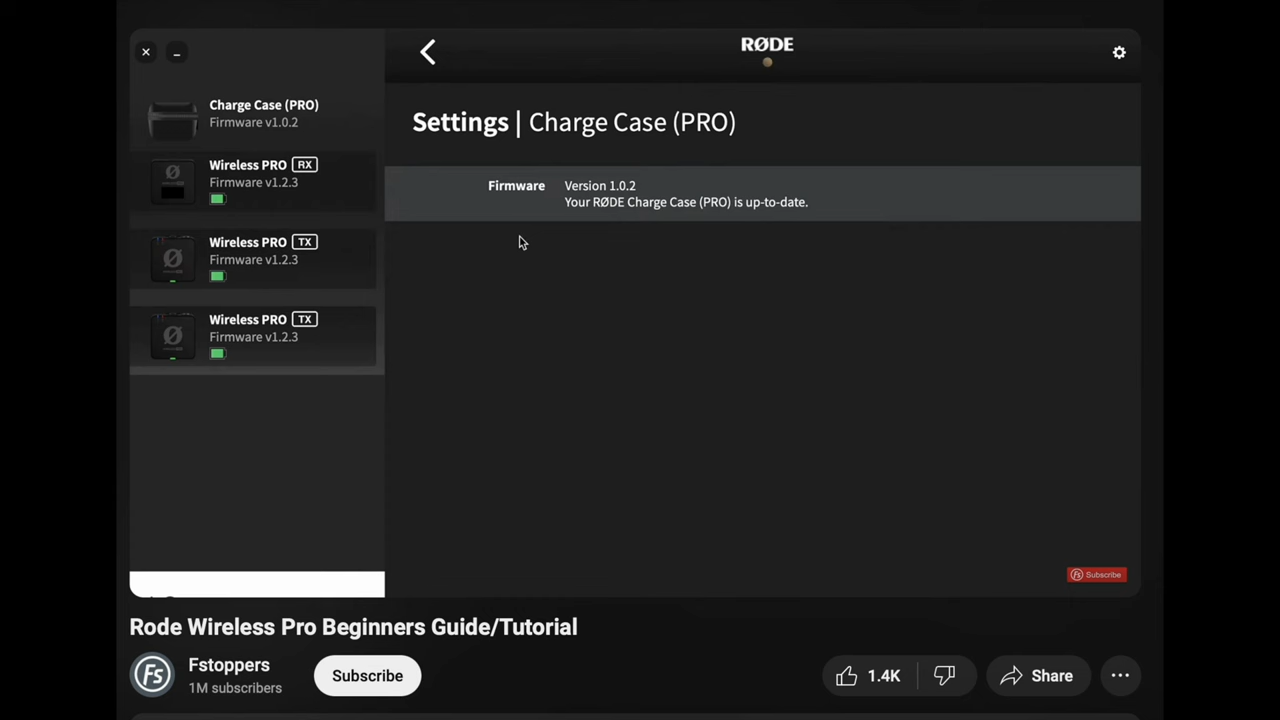 RØDE
Charge Case (PRO)
Firmware v1.0.2
Wireless PRO RX
Firmware v1.2.3
Wireless PRO TX
Firmware v1.2.3
Wireless PRO TX
Firmware v1.2.3
Settings | Charge Case (PRO)
Firmware Version 1.0.2
Your RØDE Charge Case (PRO) is up-to-date.
Fs Subscribe
Rode Wireless Pro Beginners Guide/Tutorial
Fs Fstoppers
1M subscribers
Subscribe
1.4K
Share